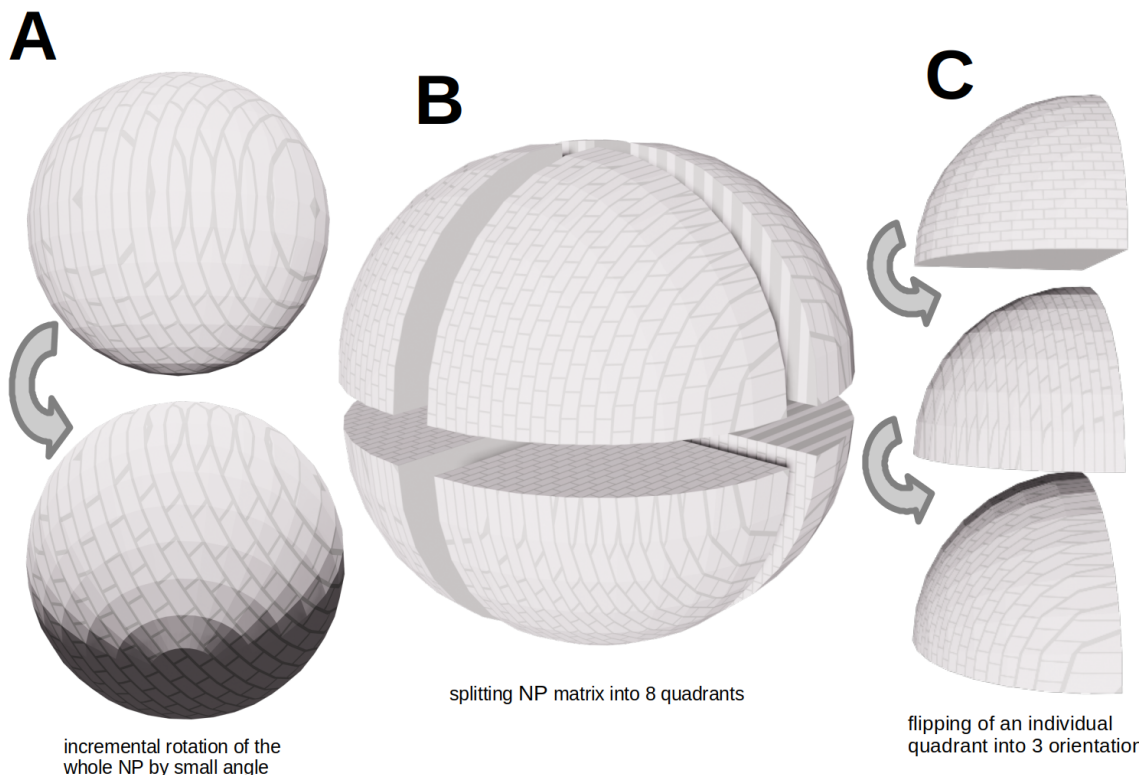 A
B
C
incremental rotation of the
whole NP by small angle
splitting NP matrix into 8 quadrants
flipping of an individual
quadrant into 3 orientation